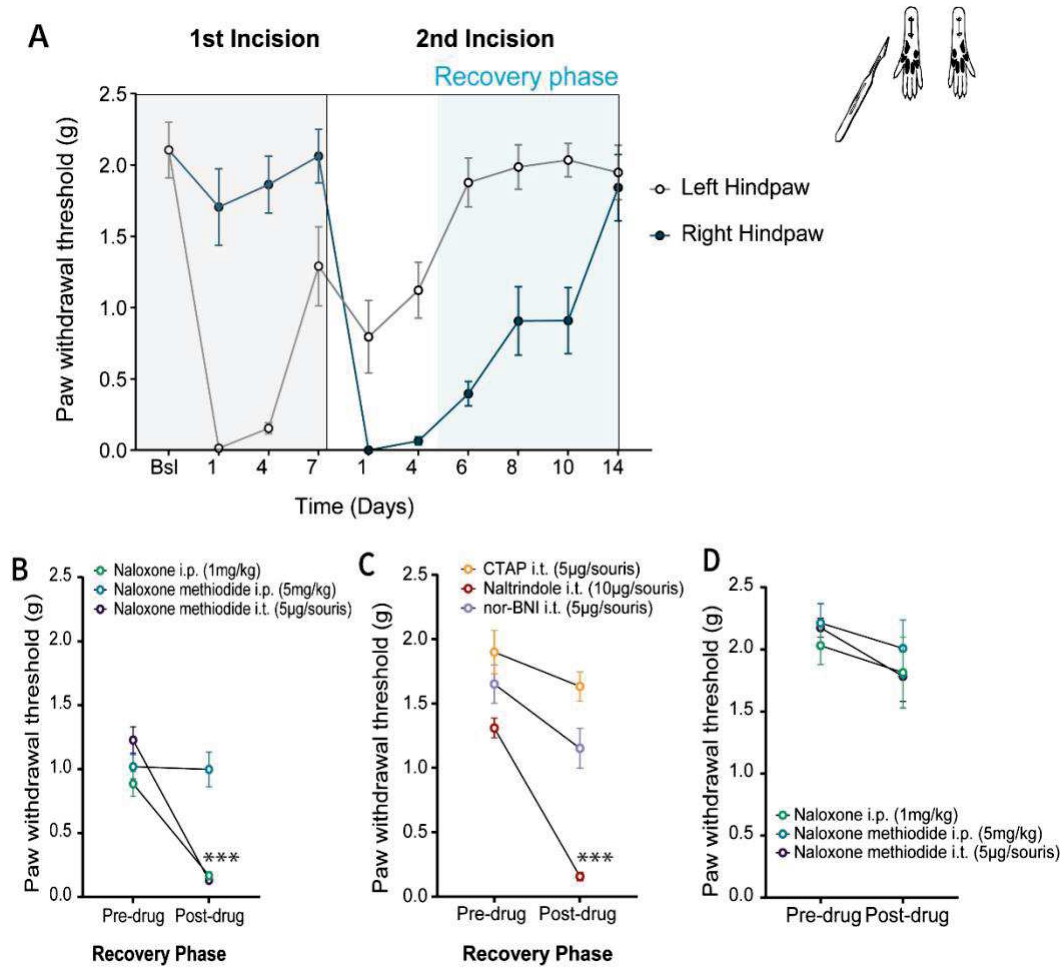 A
1st Incision
2nd Incision
Recovery phase
Paw withdrawal threshold (g)
2.5
2.0
1.5
1.0
0.5
0.0
Bsl 1 4 7 1 4 6 8 10 14
Time (Days)
Left Hindpaw
Right Hindpaw
B
Naloxone i.p. (1mg/kg)
Naloxone methiodide i.p. (5mg/kg)
Naloxone methiodide i.t. (5µg/souris)
Paw withdrawal threshold (g)
2.5
2.0
1.5
1.0
0.5
0.0
***
Pre-drug Post-drug
Recovery Phase
C
CTAP i.t. (5µg/souris)
Naltrindole i.t. (10µg/souris)
nor-BNI i.t. (5µg/souris)
Paw withdrawal threshold (g)
2.5
2.0
1.5
1.0
0.5
0.0
***
Pre-drug Post-drug
Recovery Phase
D
Paw withdrawal threshold (g)
2.5
2.0
1.5
1.0
0.5
0.0
Naloxone i.p. (1mg/kg)
Naloxone methiodide i.p. (5mg/kg)
Naloxone methiodide i.t. (5µg/souris)
Pre-drug Post-drug